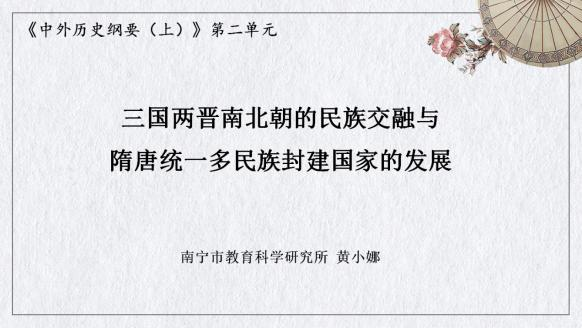 《中外历史纲要（上）》第二单元
三国两晋南北朝的民族交融与
隋唐统一多民族封建国家的发展
南宁市教育科学研究所 黄小娜